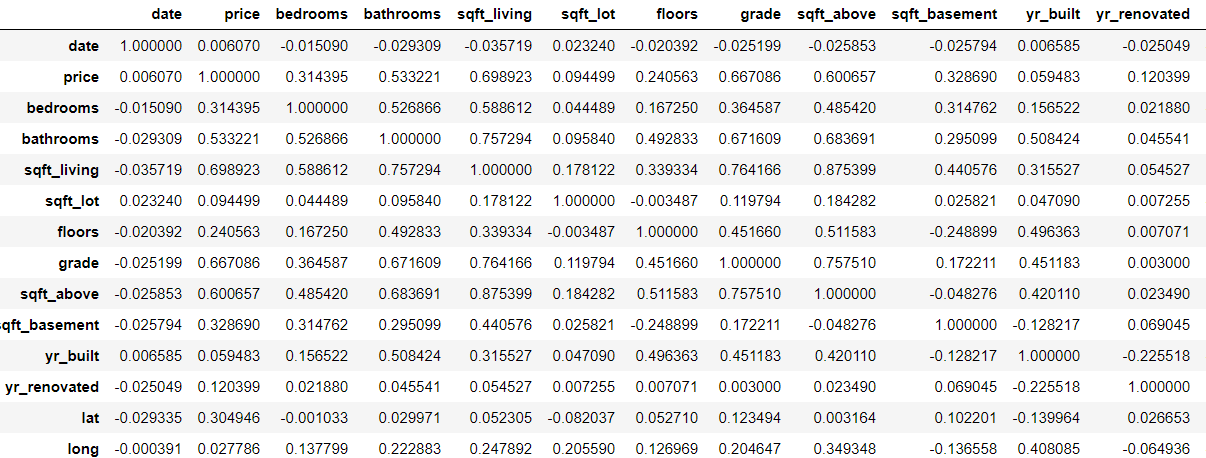 date price bedrooms bathrooms sqft_living sqft_lot floors grade sqft_above sqft_basement yr_built yr_renovated
date 1.000000 0.006070 -0.015090 -0.029309 -0.035719 0.023240 -0.020392 -0.025199 -0.025853 -0.025794 0.006585 -0.025049
price 0.006070 1.000000 0.314395 0.533221 0.698923 0.094499 0.240563 0.667086 0.600657 0.328690 0.059483 0.120399
bedrooms -0.015090 0.314395 1.000000 0.526866 0.588612 0.044489 0.167250 0.364587 0.485420 0.314762 0.156522 0.021880
bathrooms -0.029309 0.533221 0.526866 1.000000 0.757294 0.095840 0.492833 0.671609 0.683691 0.295099 0.508424 0.045541
sqft_living -0.035719 0.698923 0.588612 0.757294 1.000000 0.178122 0.339334 0.764166 0.875399 0.440576 0.315527 0.054527
sqft_lot 0.023240 0.094499 0.044489 0.095840 0.178122 1.000000 -0.003487 0.119794 0.184282 0.025821 0.047090 0.007255
floors -0.020392 0.240563 0.167250 0.492833 0.339334 -0.003487 1.000000 0.451660 0.511583 -0.248899 0.496363 0.007071
grade -0.025199 0.667086 0.364587 0.671609 0.764166 0.119794 0.451660 1.000000 0.757510 0.172211 0.451183 0.003000
sqft_above -0.025853 0.600657 0.485420 0.683691 0.875399 0.184282 0.511583 0.757510 1.000000 -0.048276 0.420110 0.023490
sqft_basement -0.025794 0.328690 0.314762 0.295099 0.440576 0.025821 -0.248899 0.172211 -0.048276 1.000000 -0.128217 0.069045
yr_built 0.006585 0.059483 0.156522 0.508424 0.315527 0.047090 0.496363 0.451183 0.420110 -0.128217 1.000000 -0.225518
yr_renovated -0.025049 0.120399 0.021880 0.045541 0.054527 0.007255 0.007071 0.003000 0.023490 0.069045 -0.225518 1.000000
lat -0.029335 0.304946 -0.001033 0.029971 0.052305 -0.082037 0.052710 0.123494 0.003164 0.102201 -0.139964 0.026653
long -0.000391 0.027786 0.137799 0.222883 0.247892 0.205590 0.126969 0.204647 0.349348 -0.136558 0.408085 -0.064936